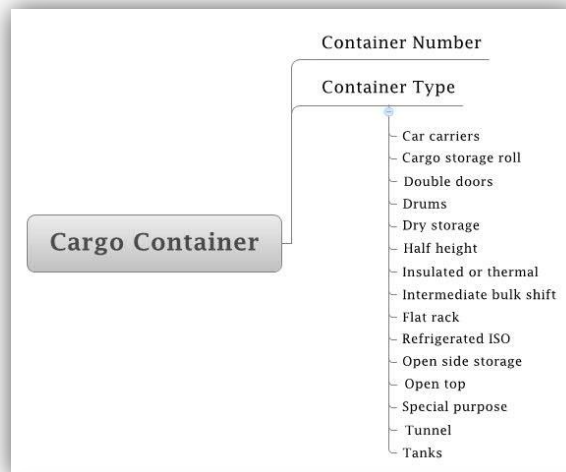 Container Number
Container Type
Car carriers
Cargo storage roll
Double doors
Drums
Dry storage
Half height
Cargo Container
Insulated or thermal
Intermediate bulk shift
Flat rack
Refrigerated ISO
Open side storage
Open top
Special purpose
Tunnel
Tanks